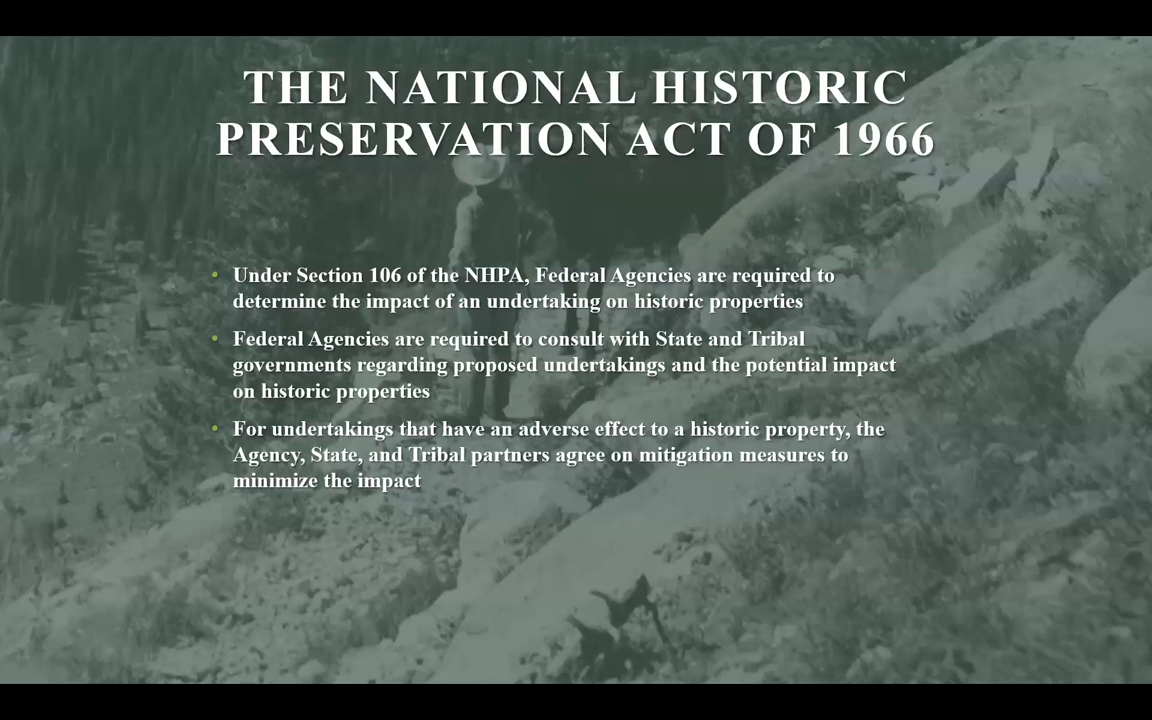 THE NATIONAL HISTORIC
PRESERVATION ACT OF 1966
• Under Section 106 of the NHPA, Federal Agencies are required to
determine the impact of an undertaking on historic properties
• Federal Agencies are required to consult with State and Tribal
governments regarding proposed undertakings and the potential impact
on historic properties
• For undertakings that have an adverse effect to a historic property, the
Agency, State, and Tribal partners agree on mitigation measures to
minimize the impact